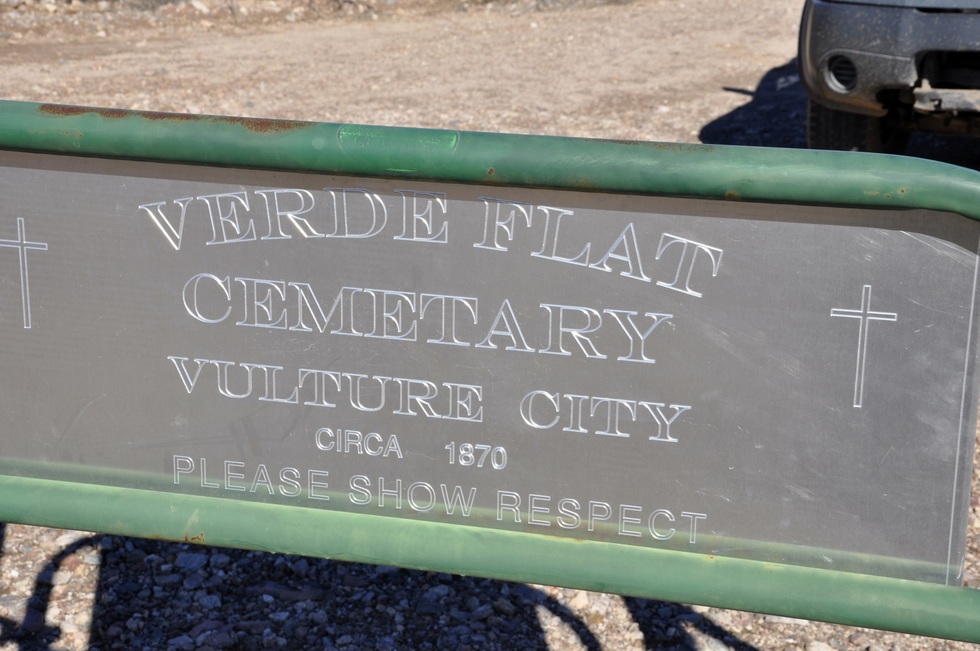 VERDE FLAT
CEMETARY
VULTURE CITY
CIRCA 1870
PLEASE SHOW RESPECT